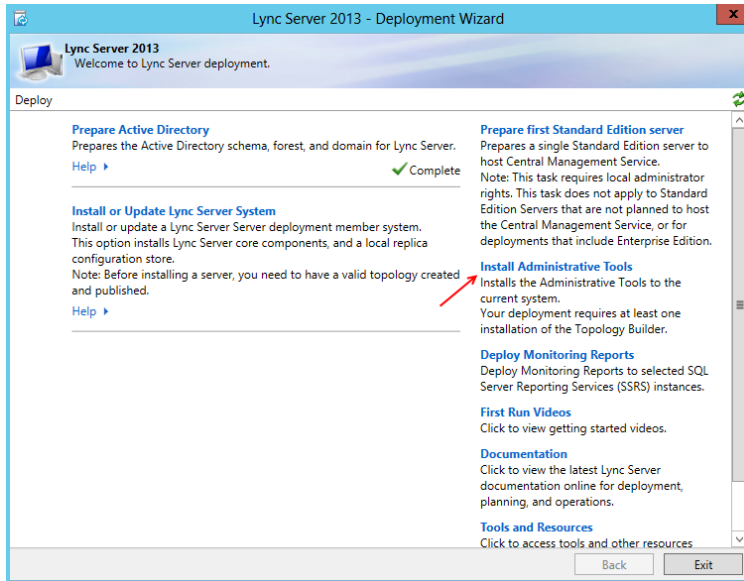 Lync Server 2013 - Deployment Wizard
x
Lync Server 2013
Welcome to Lync Server deployment.
Deploy
Prepare Active Directory
Prepares the Active Directory schema, forest, and domain for Lync Server.
Help
Complete
Install or Update Lync Server System
Install or update a Lync Server Server deployment member system.
This option installs Lync Server core components, and a local replica
configuration store.
Note: Before installing a server, you need to have a valid topology created
and published.
Help
Prepare first Standard Edition server
Prepares a single Standard Edition server to
host Central Management Service.
Note: This task requires local administrator
rights. This task does not apply to Standard
Edition Servers that are not planned to host
the Central Management Service, or for
deployments that include Enterprise Edition.
Install Administrative Tools
Installs the Administrative Tools to the
current system.
Your deployment requires at least one
installation of the Topology Builder.
Deploy Monitoring Reports
Deploy Monitoring Reports to selected SQL
Server Reporting Services (SSRS) instances.
First Run Videos
Click to view getting started videos.
Documentation
Click to view the latest Lync Server
documentation online for deployment,
planning, and operations.
Tools and Resources
Click to access tools and other resources
Back
Exit